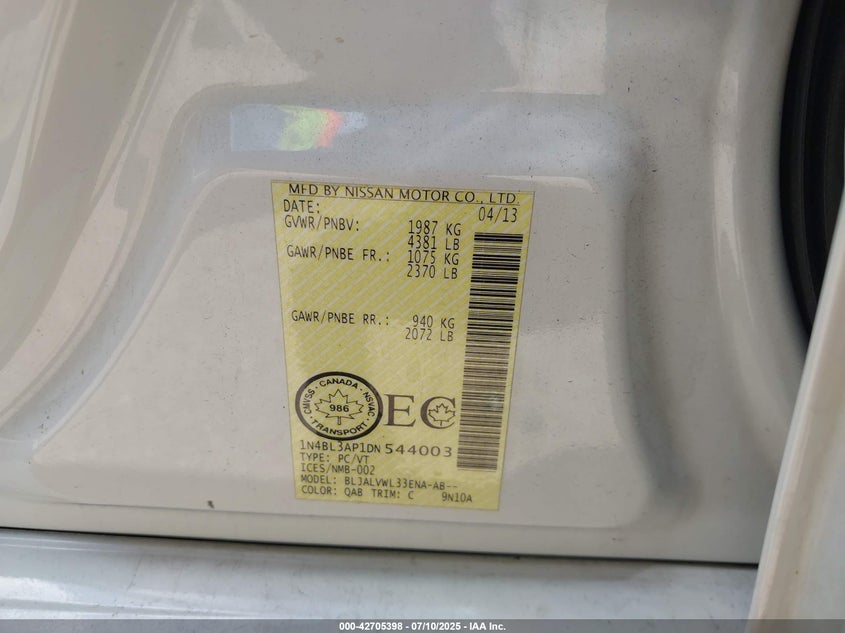 MFD BY NISSAN MOTOR CO., LTD.
DATE: 04/13
GVWR/PNBV: 1987 KG
4381 LB
GAWR/PNBE FR.: 1075 KG
2370 LB
GAWR/PNBE RR.: 940 KG
2072 LB
CANADA
CMVSS · NSVAC
986
TRANSPORT
EC
1N4BL3AP1DN544003
TYPE: PC/VT
ICES/NMB-002
MODEL: BLJALVWL33ENA-AB--
COLOR: QAB TRIM: C 9N10A
000-42705398 - 07/10/2025 - IAA Inc.